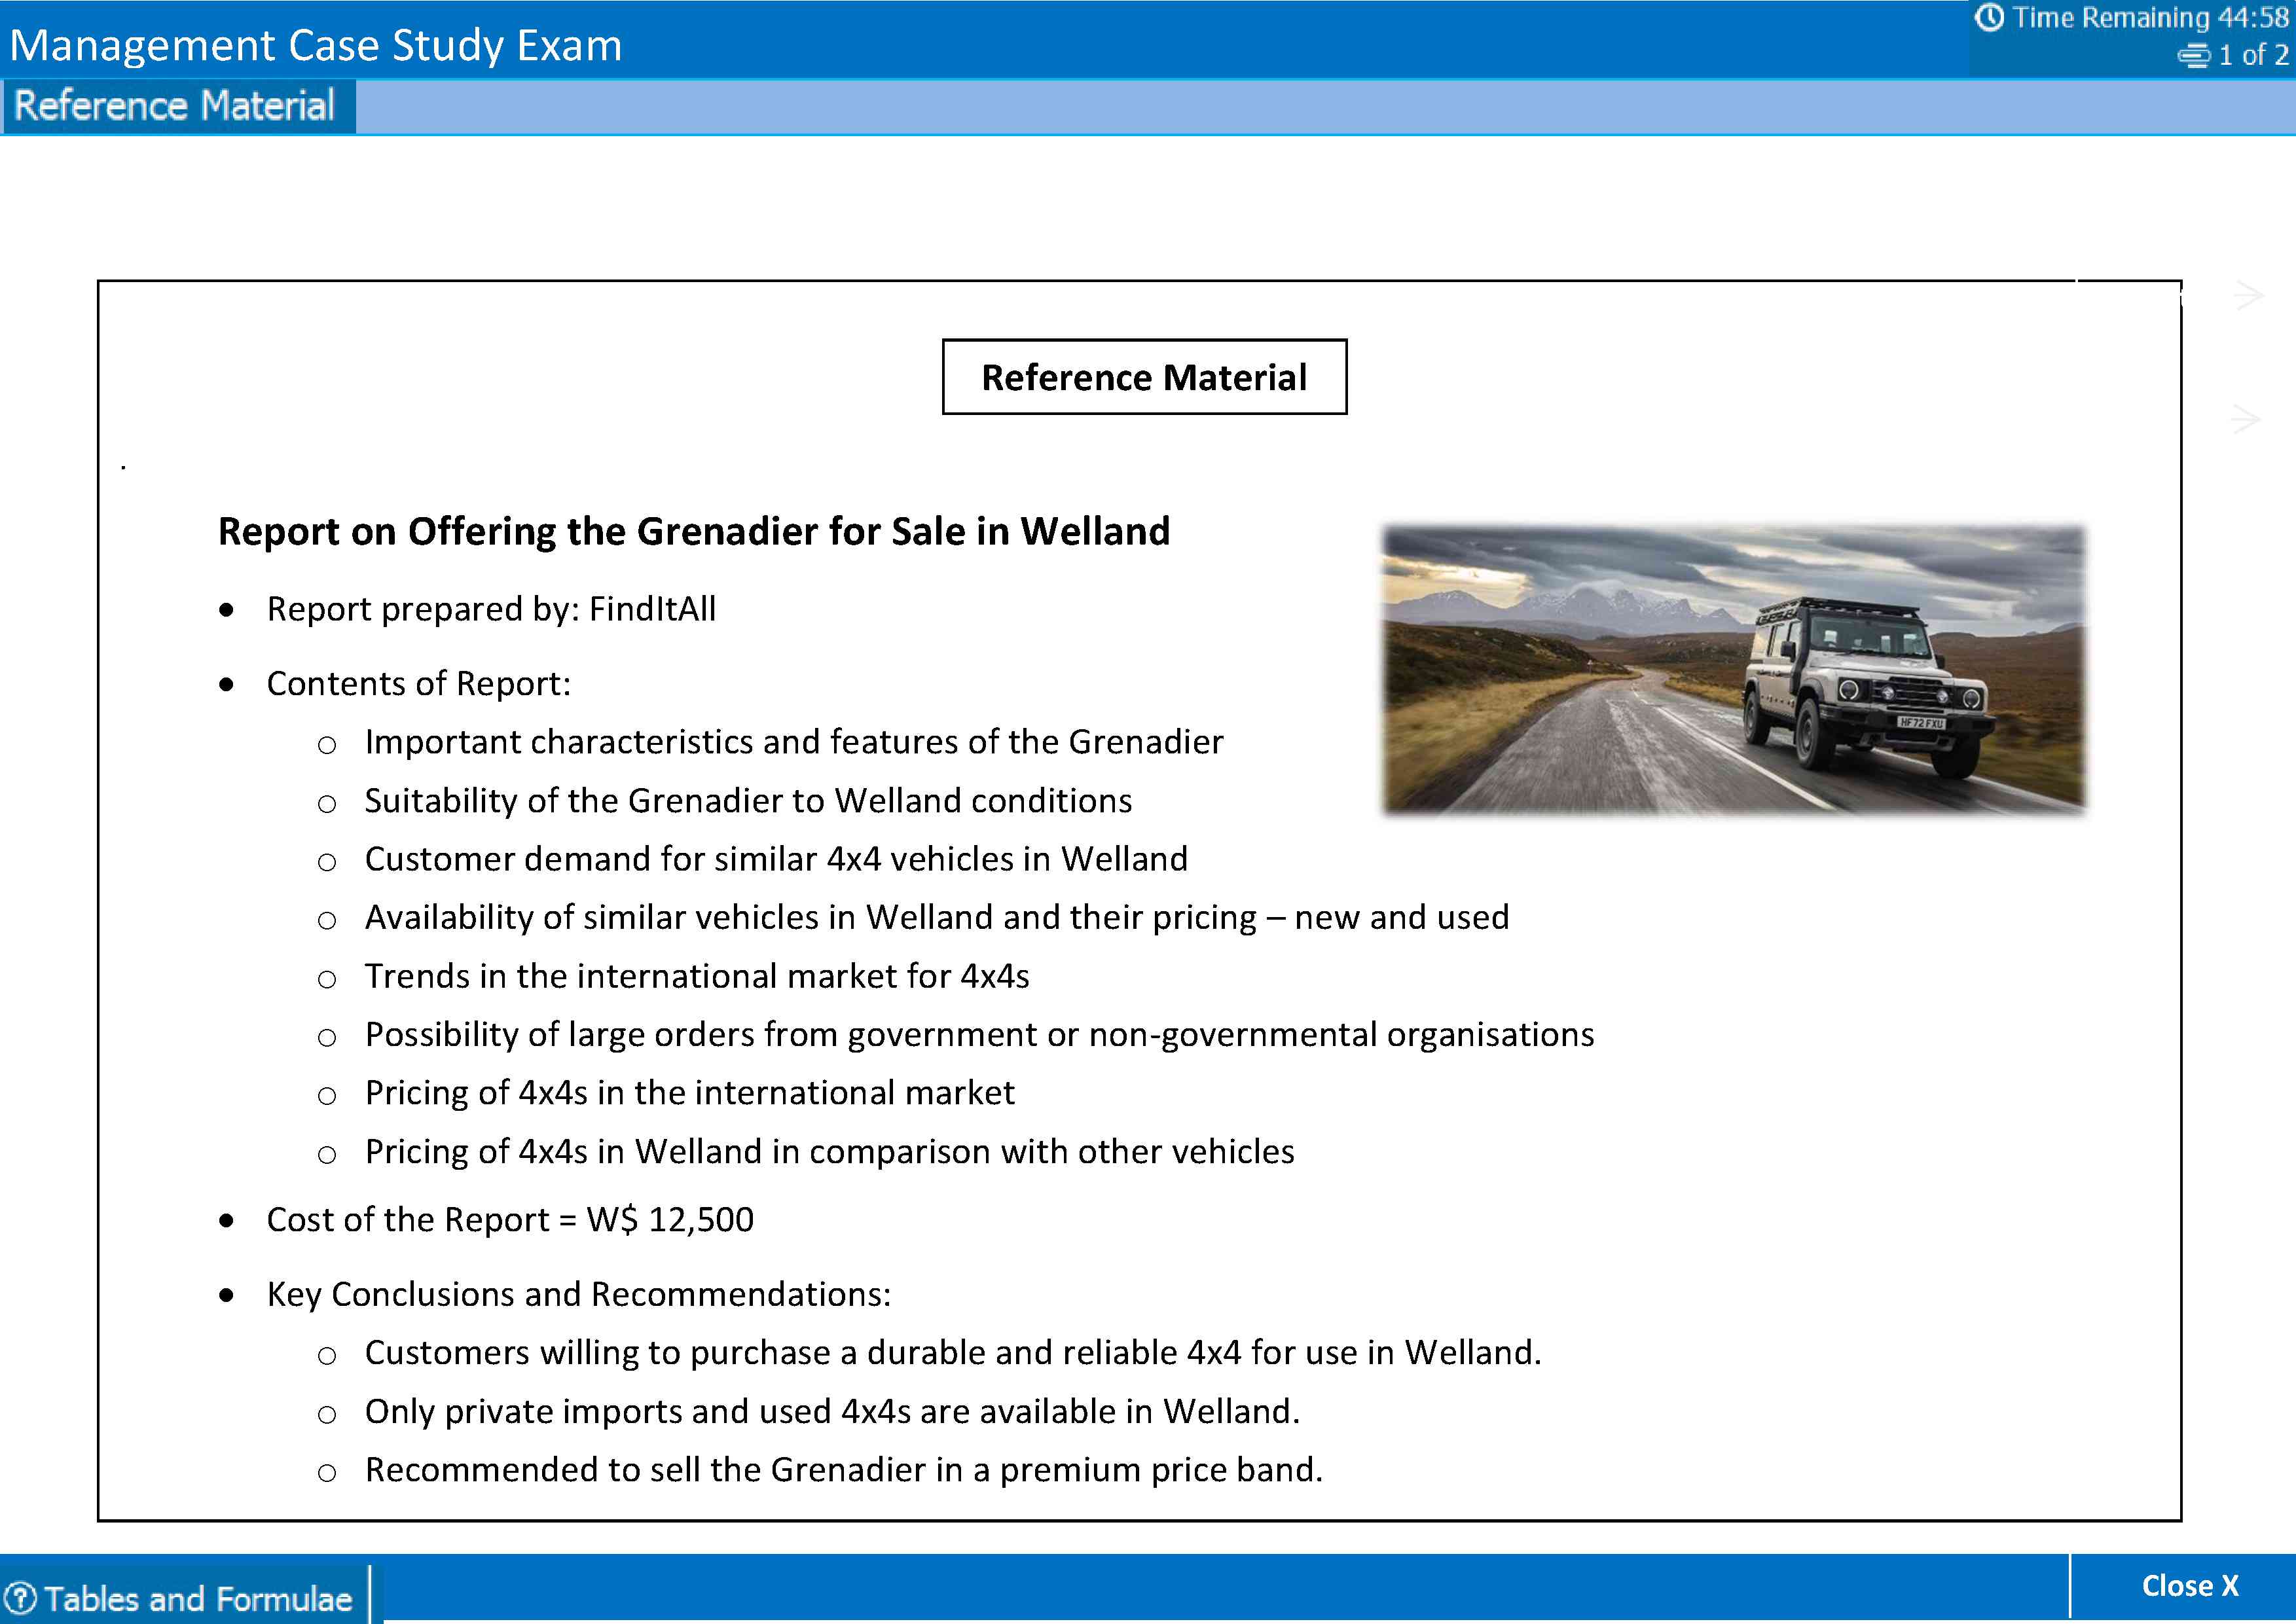 Management Case Study Exam
Time Remaining 44:58
1 of 2
Reference Material
Reference Material
.
Report on Offering the Grenadier for Sale in Welland
• Report prepared by: FindItAll
• Contents of Report:
o Important characteristics and features of the Grenadier
o Suitability of the Grenadier to Welland conditions
o Customer demand for similar 4x4 vehicles in Welland
o Availability of similar vehicles in Welland and their pricing – new and used
o Trends in the international market for 4x4s
o Possibility of large orders from government or non-governmental organisations
o Pricing of 4x4s in the international market
o Pricing of 4x4s in Welland in comparison with other vehicles
• Cost of the Report = W$ 12,500
• Key Conclusions and Recommendations:
o Customers willing to purchase a durable and reliable 4x4 for use in Welland.
o Only private imports and used 4x4s are available in Welland.
o Recommended to sell the Grenadier in a premium price band.
HF72 FXU
Tables and Formulae
Close X